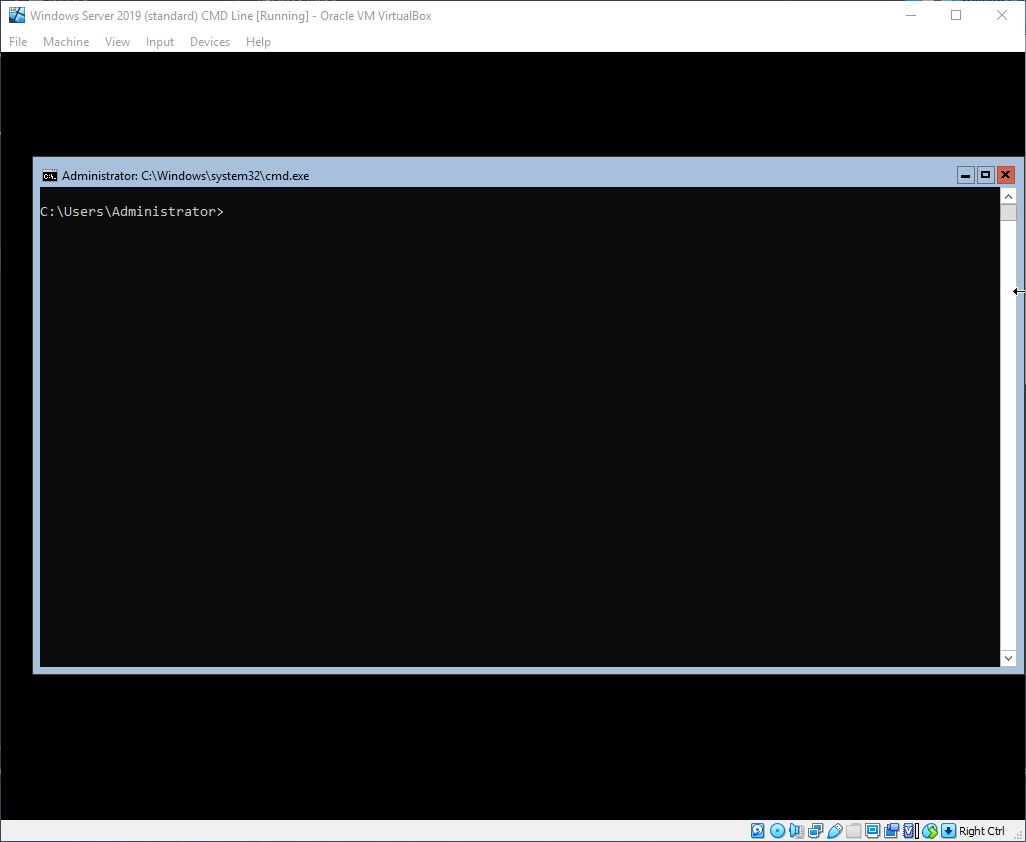 Windows Server 2019 (standard) CMD Line [Running] - Oracle VM VirtualBox
File Machine View Input Devices Help
Administrator: C:\Windows\system32\cmd.exe
C:\Users\Administrator>
Right Ctrl